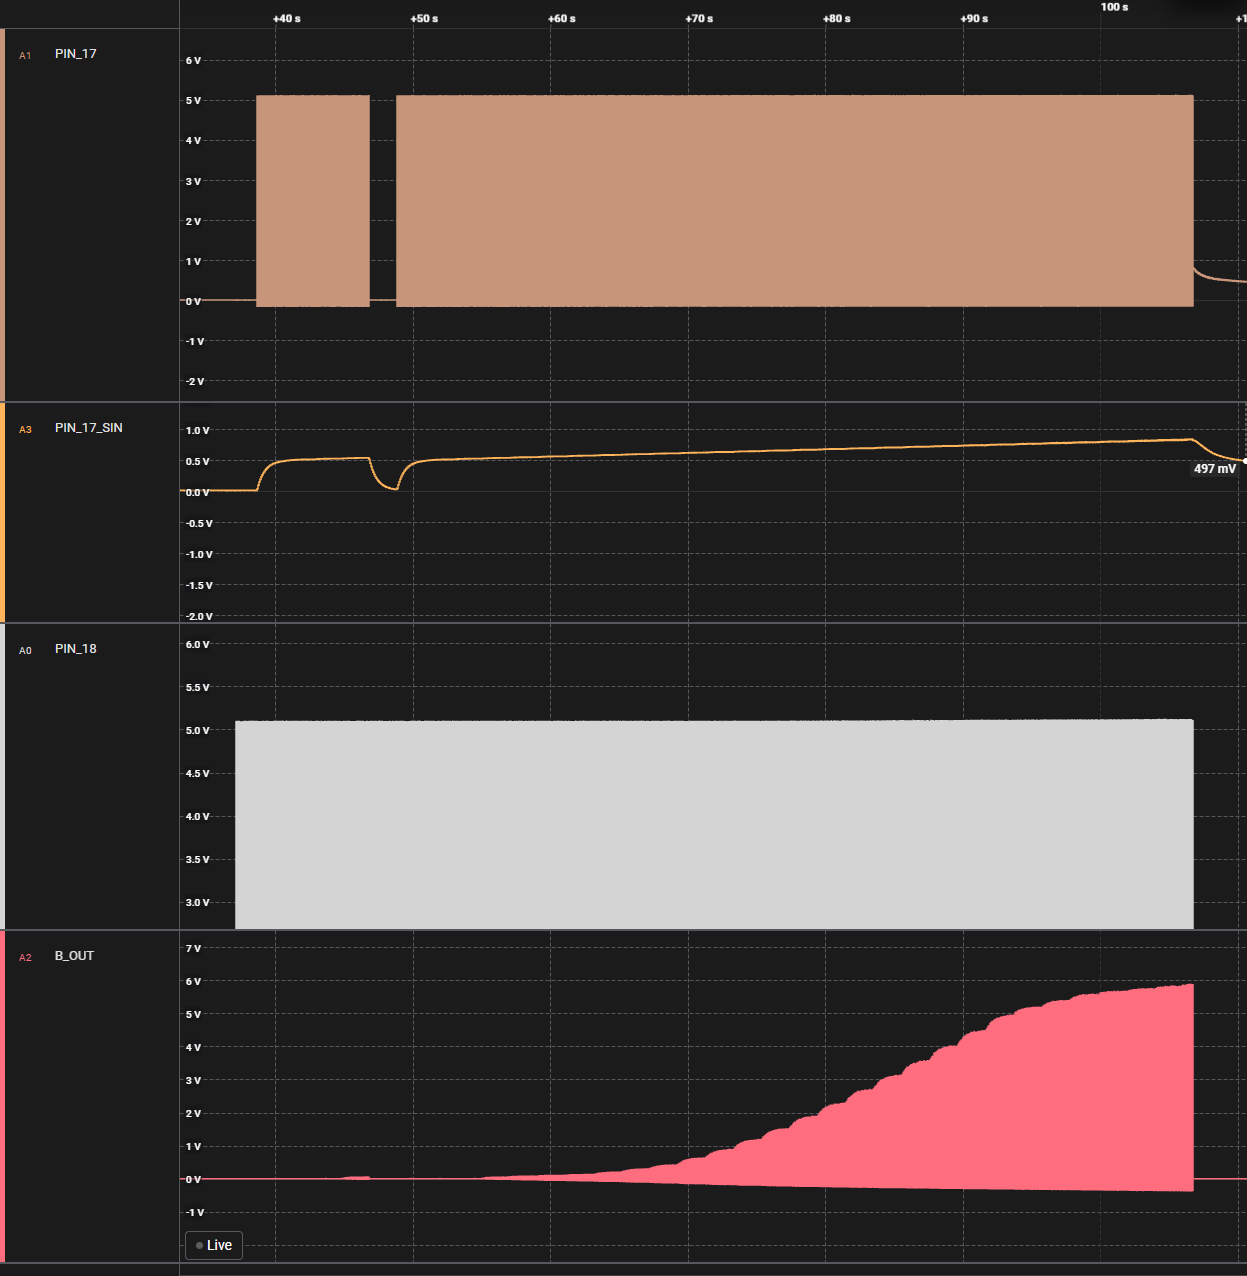 +40 s +50 s +60 s +70 s +80 s +90 s 100 s +1
A1 PIN_17
6 V
5 V
4 V
3 V
2 V
1 V
0 V
-1 V
-2 V
A3 PIN_17_SIN
1.0 V
0.5 V
497 mV
0.0 V
-0.5 V
-1.0 V
-1.5 V
-2.0 V
A0 PIN_18
6.0 V
5.5 V
5.0 V
4.5 V
4.0 V
3.5 V
3.0 V
A2 B_OUT
7 V
6 V
5 V
4 V
3 V
2 V
1 V
0 V
-1 V
Live